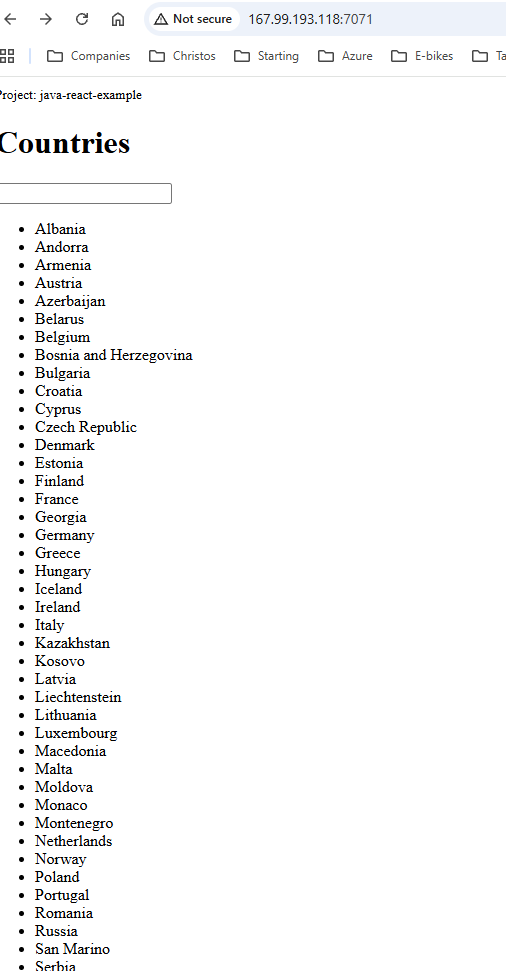 Not secure 167.99.193.118:7071
Companies Christos Starting Azure E-bikes Ta
Project: java-react-example
Countries
Albania
Andorra
Armenia
Austria
Azerbaijan
Belarus
Belgium
Bosnia and Herzegovina
Bulgaria
Croatia
Cyprus
Czech Republic
Denmark
Estonia
Finland
France
Georgia
Germany
Greece
Hungary
Iceland
Ireland
Italy
Kazakhstan
Kosovo
Latvia
Liechtenstein
Lithuania
Luxembourg
Macedonia
Malta
Moldova
Monaco
Montenegro
Netherlands
Norway
Poland
Portugal
Romania
Russia
San Marino
Serbia